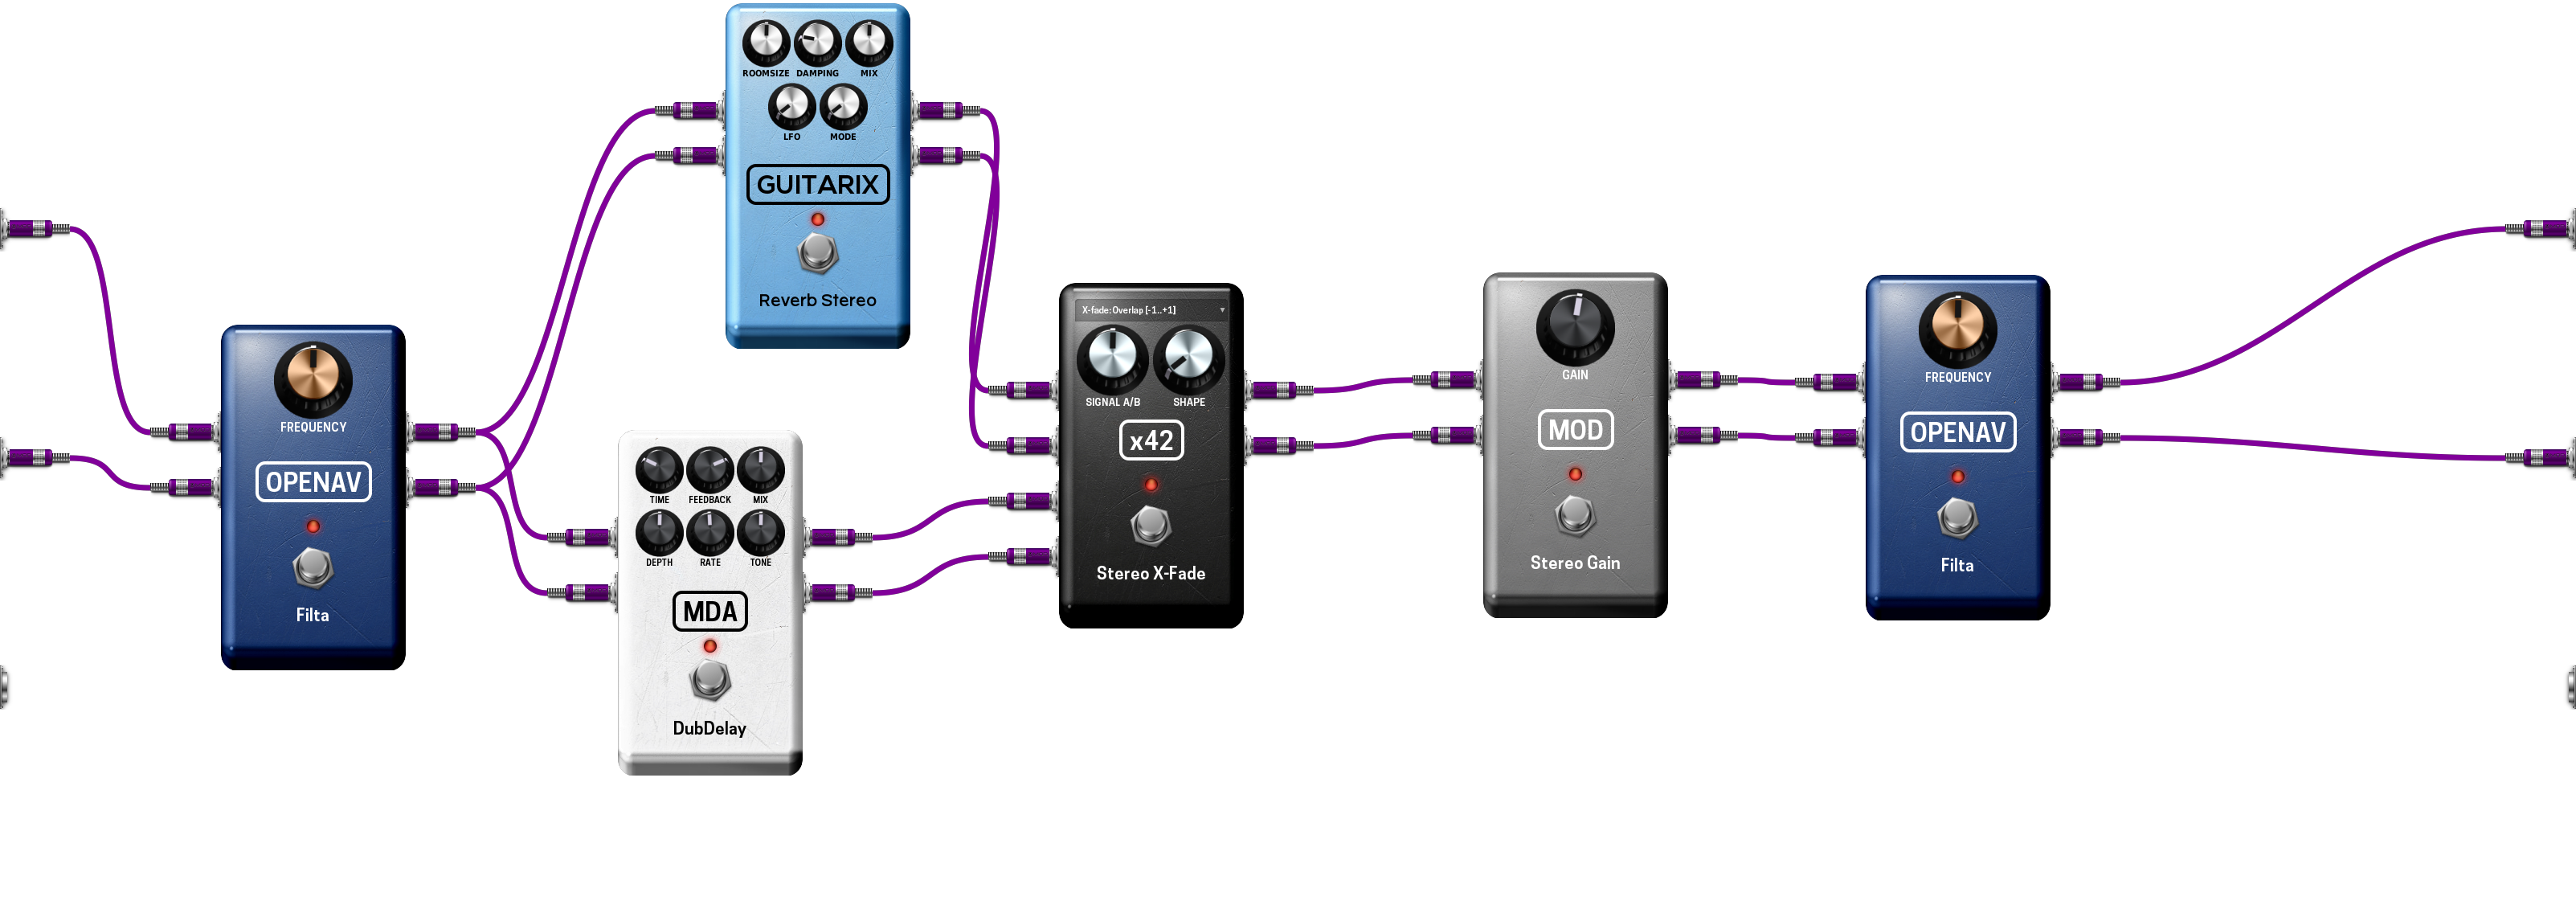 FREQUENCY
OPENAV
Filta
ROOMSIZE DAMPING MIX
LFO MODE
GUITARIX
Reverb Stereo
TIME FEEDBACK MIX
DEPTH RATE TONE
MDA
DubDelay
X-fade: Overlap [-1..+1]
SIGNAL A/B SHAPE
x42
Stereo X-Fade
GAIN
MOD
Stereo Gain
FREQUENCY
OPENAV
Filta